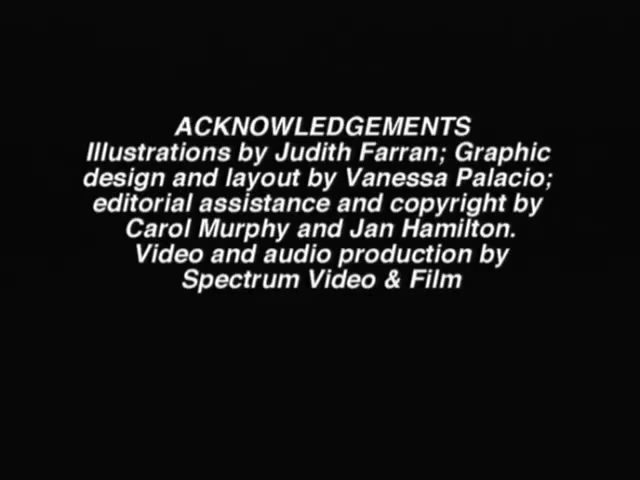 ACKNOWLEDGEMENTS
Illustrations by Judith Farran; Graphic
design and layout by Vanessa Palacio;
editorial assistance and copyright by
Carol Murphy and Jan Hamilton.
Video and audio production by
Spectrum Video & Film